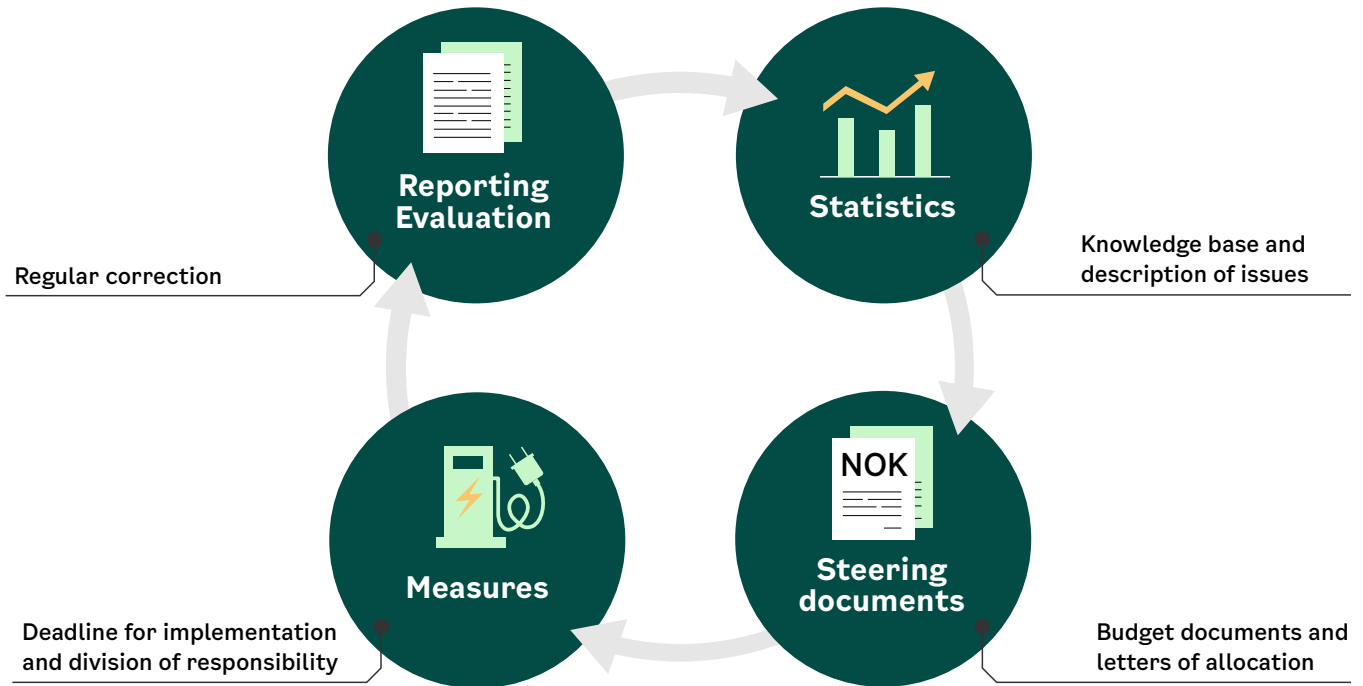 Reporting
Evaluation
Statistics
Regular correction
Knowledge base and
description of issues
NOK
Measures
Steering
documents
Deadline for implementation
and division of responsibility
Budget documents and
letters of allocation